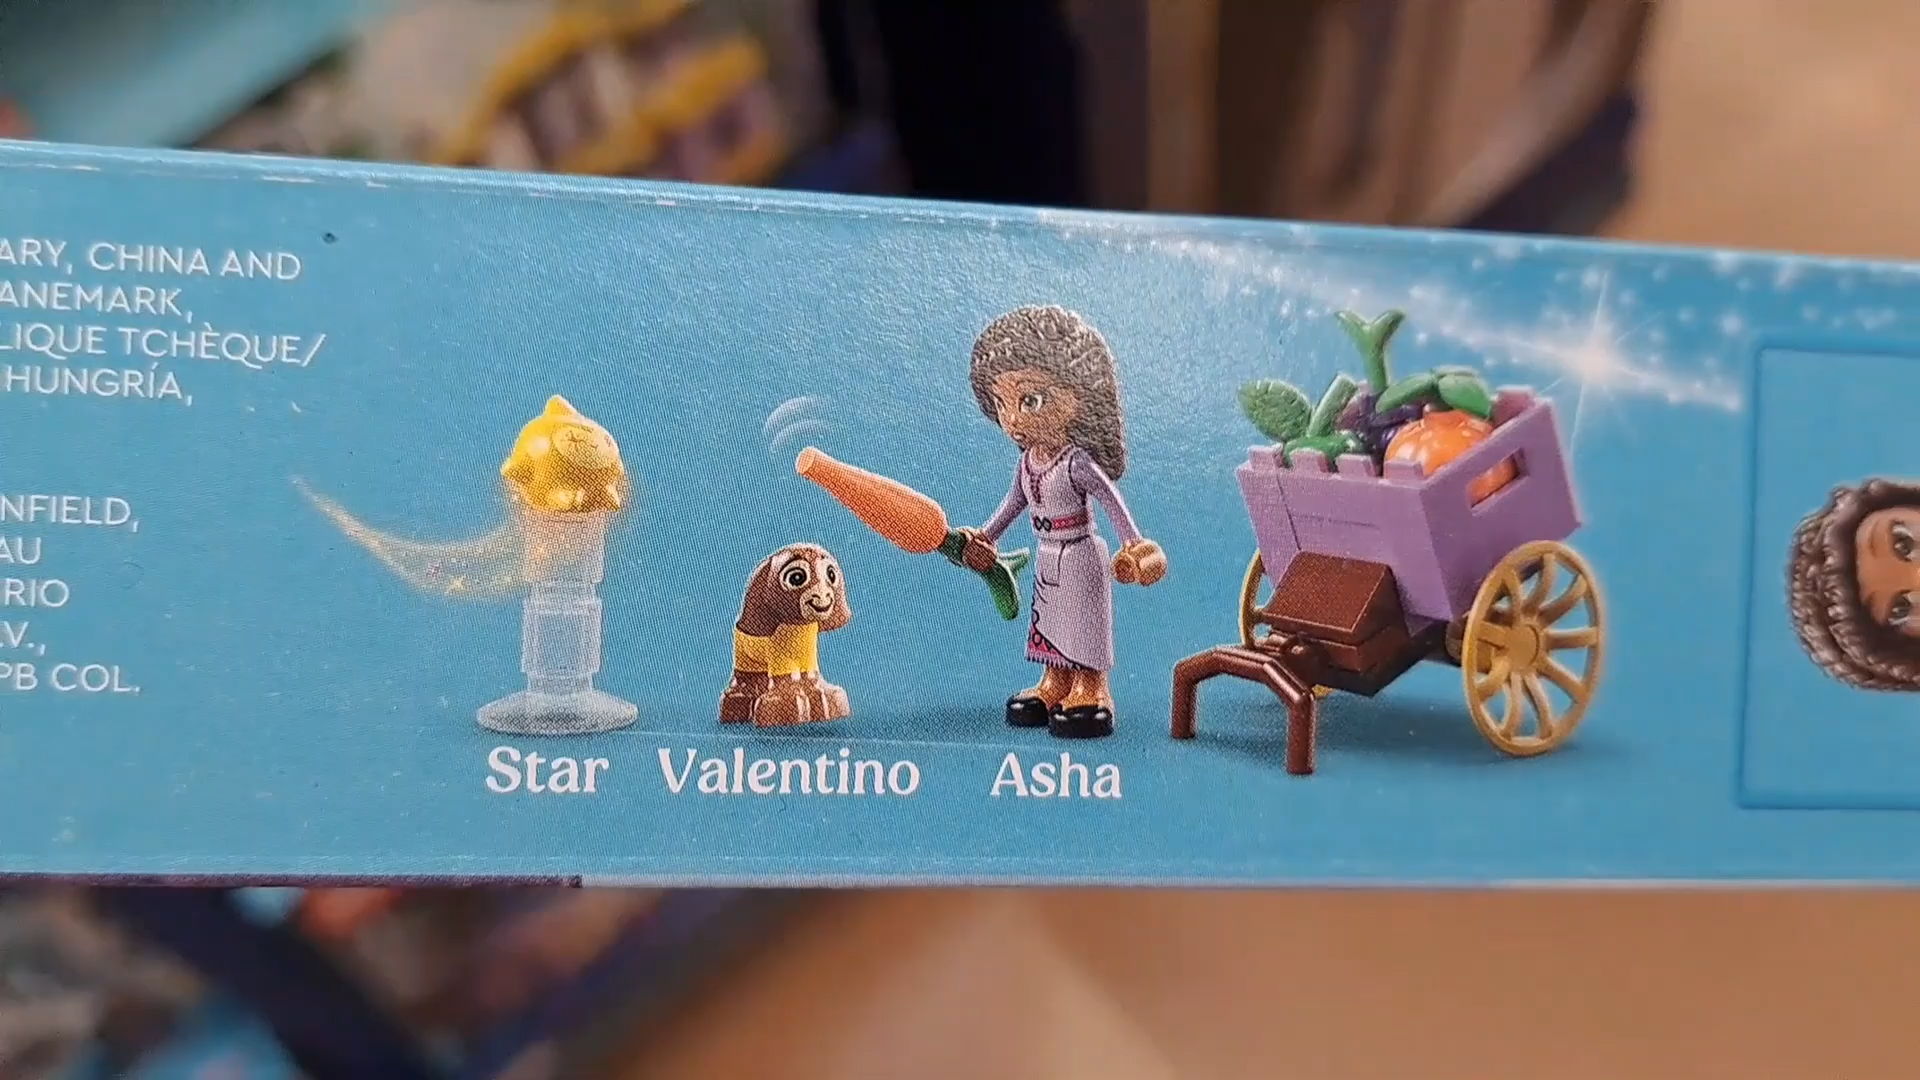 ARY, CHINA AND
ANEMARK,
LIQUE TCHÈQUE/
HUNGRÍA,
NFIELD,
AU
RIO
.V.,
PB COL.
Star Valentino Asha